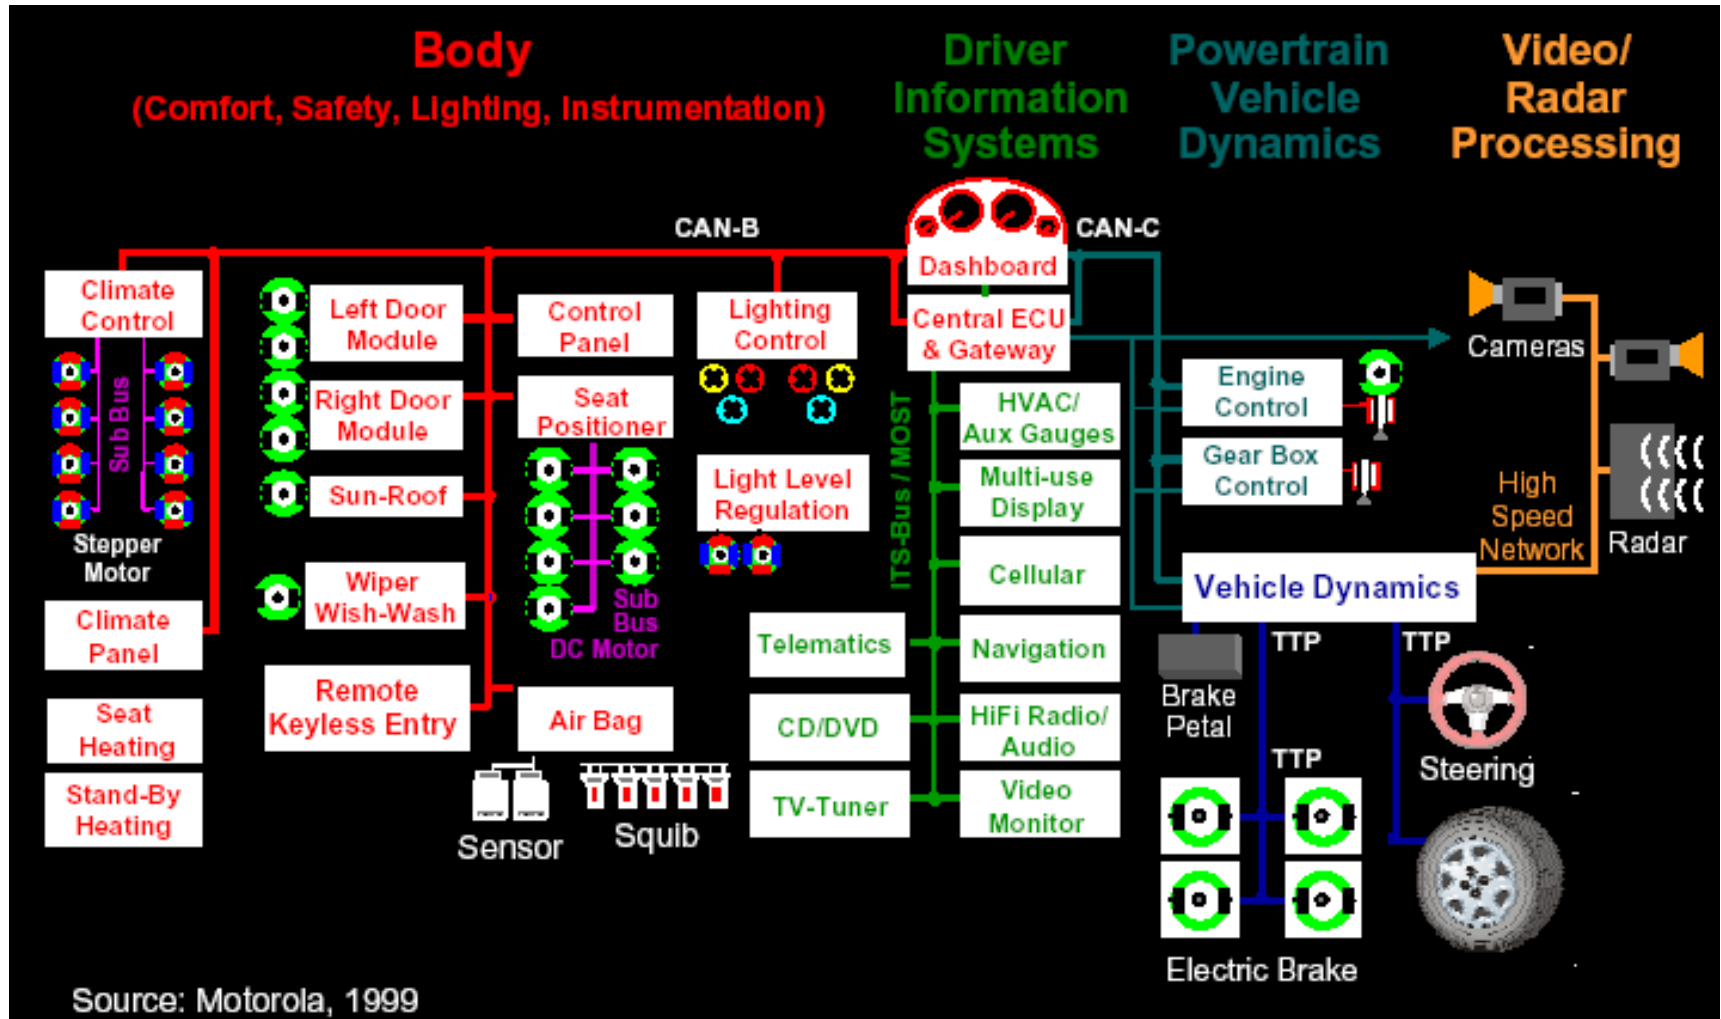 Body
(Comfort, Safety, Lighting, Instrumentation)
Driver
Information
Systems
Powertrain
Vehicle
Dynamics
Video/
Radar
Processing
CAN-B
CAN-C
Dashboard
Central ECU
& Gateway
Climate
Control
Sub Bus
Stepper
Motor
Climate
Panel
Seat
Heating
Stand-By
Heating
Left Door
Module
Right Door
Module
Sun-Roof
Wiper
Wish-Wash
Remote
Keyless Entry
Control
Panel
Seat
Positioner
Sub
Bus
DC Motor
Air Bag
Sensor
Squib
Lighting
Control
Light Level
Regulation
ITS-Bus / MOST
HVAC/
Aux Gauges
Multi-use
Display
Cellular
Telematics
Navigation
CD/DVD
HiFi Radio/
Audio
TV-Tuner
Video
Monitor
Engine
Control
Gear Box
Control
Vehicle Dynamics
Cameras
High
Speed
Network
Radar
TTP
TTP
Brake
Petal
TTP
Steering
Electric Brake
Source: Motorola, 1999